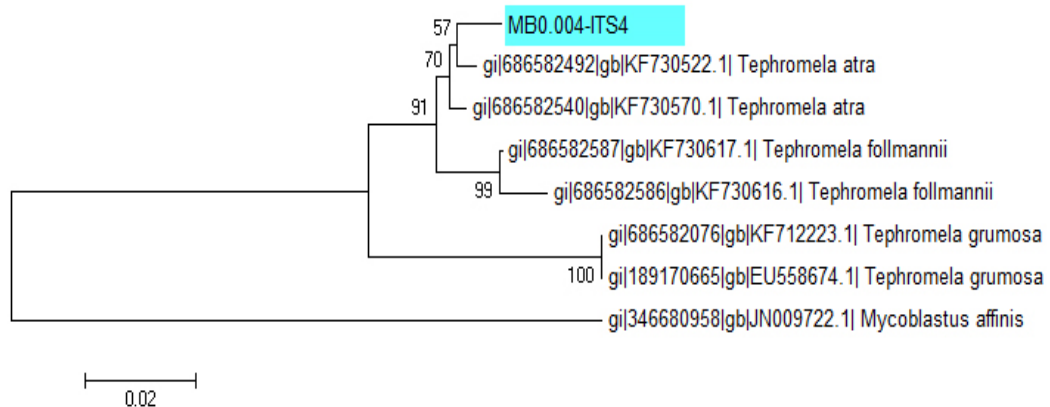 57
MB0.004-ITS4
70
gi|686582492|gb|KF730522.1| Tephromela atra
91
gi|686582540|gb|KF730570.1| Tephromela atra
gi|686582587|gb|KF730617.1| Tephromela follmannii
99
gi|686582586|gb|KF730616.1| Tephromela follmannii
gi|686582076|gb|KF712223.1| Tephromela grumosa
100
gi|189170665|gb|EU558674.1| Tephromela grumosa
gi|346680958|gb|JN009722.1| Mycoblastus affinis
0.02